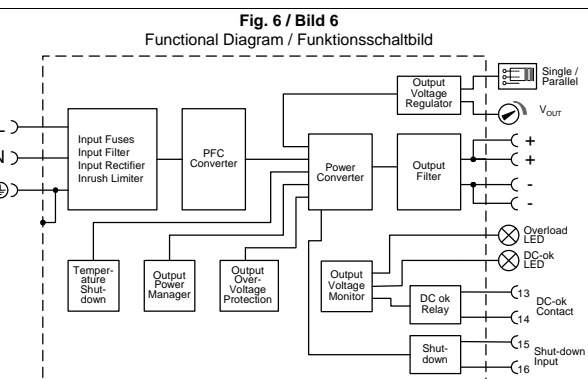 Fig. 6 / Bild 6
Functional Diagram / Funktionsschaltbild
Output
Voltage
Regulator
Single /
Parallel
VOUT
L
N
Input Fuses
Input Filter
Input Rectifier
Inrush Limiter
PFC
Converter
Power
Converter
Output
Filter
+
+
-
-
Temper-
ature
Shut-
down
Output
Power
Manager
Output
Over-
Voltage
Protection
Output
Voltage
Monitor
Overload
LED
DC-ok
LED
DC ok
Relay
13
14
DC-ok
Contact
Shut-
down
15
16
Shut-down
Input